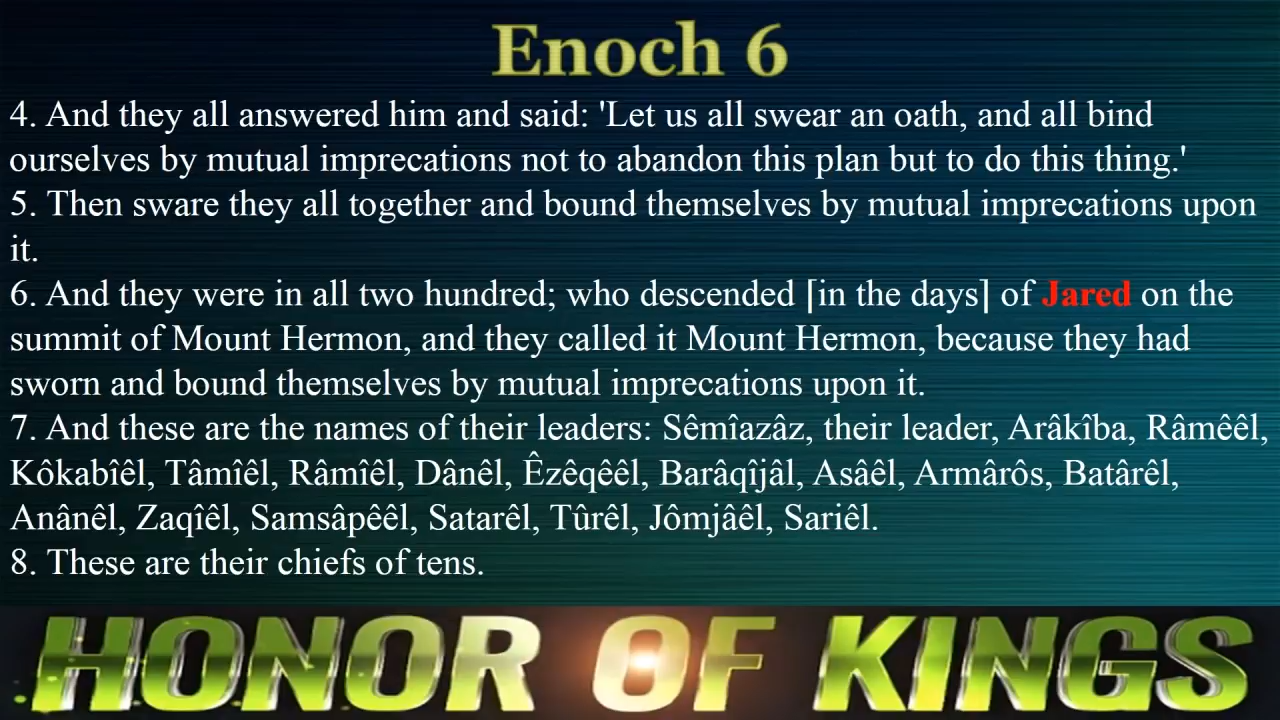 Enoch 6
4. And they all answered him and said: 'Let us all swear an oath, and all bind
ourselves by mutual imprecations not to abandon this plan but to do this thing.'
5. Then sware they all together and bound themselves by mutual imprecations upon
it.
6. And they were in all two hundred; who descended ⌈in the days⌉ of Jared on the
summit of Mount Hermon, and they called it Mount Hermon, because they had
sworn and bound themselves by mutual imprecations upon it.
7. And these are the names of their leaders: Sêmîazâz, their leader, Arâkîba, Râmêêl,
Kôkabîêl, Tâmîêl, Râmîêl, Dânêl, Êzêqêêl, Barâqîjâl, Asâêl, Armârôs, Batârêl,
Anânêl, Zaqîêl, Samsâpêêl, Satarêl, Tûrêl, Jômjâêl, Sariêl.
8. These are their chiefs of tens.
HONOR OF KINGS